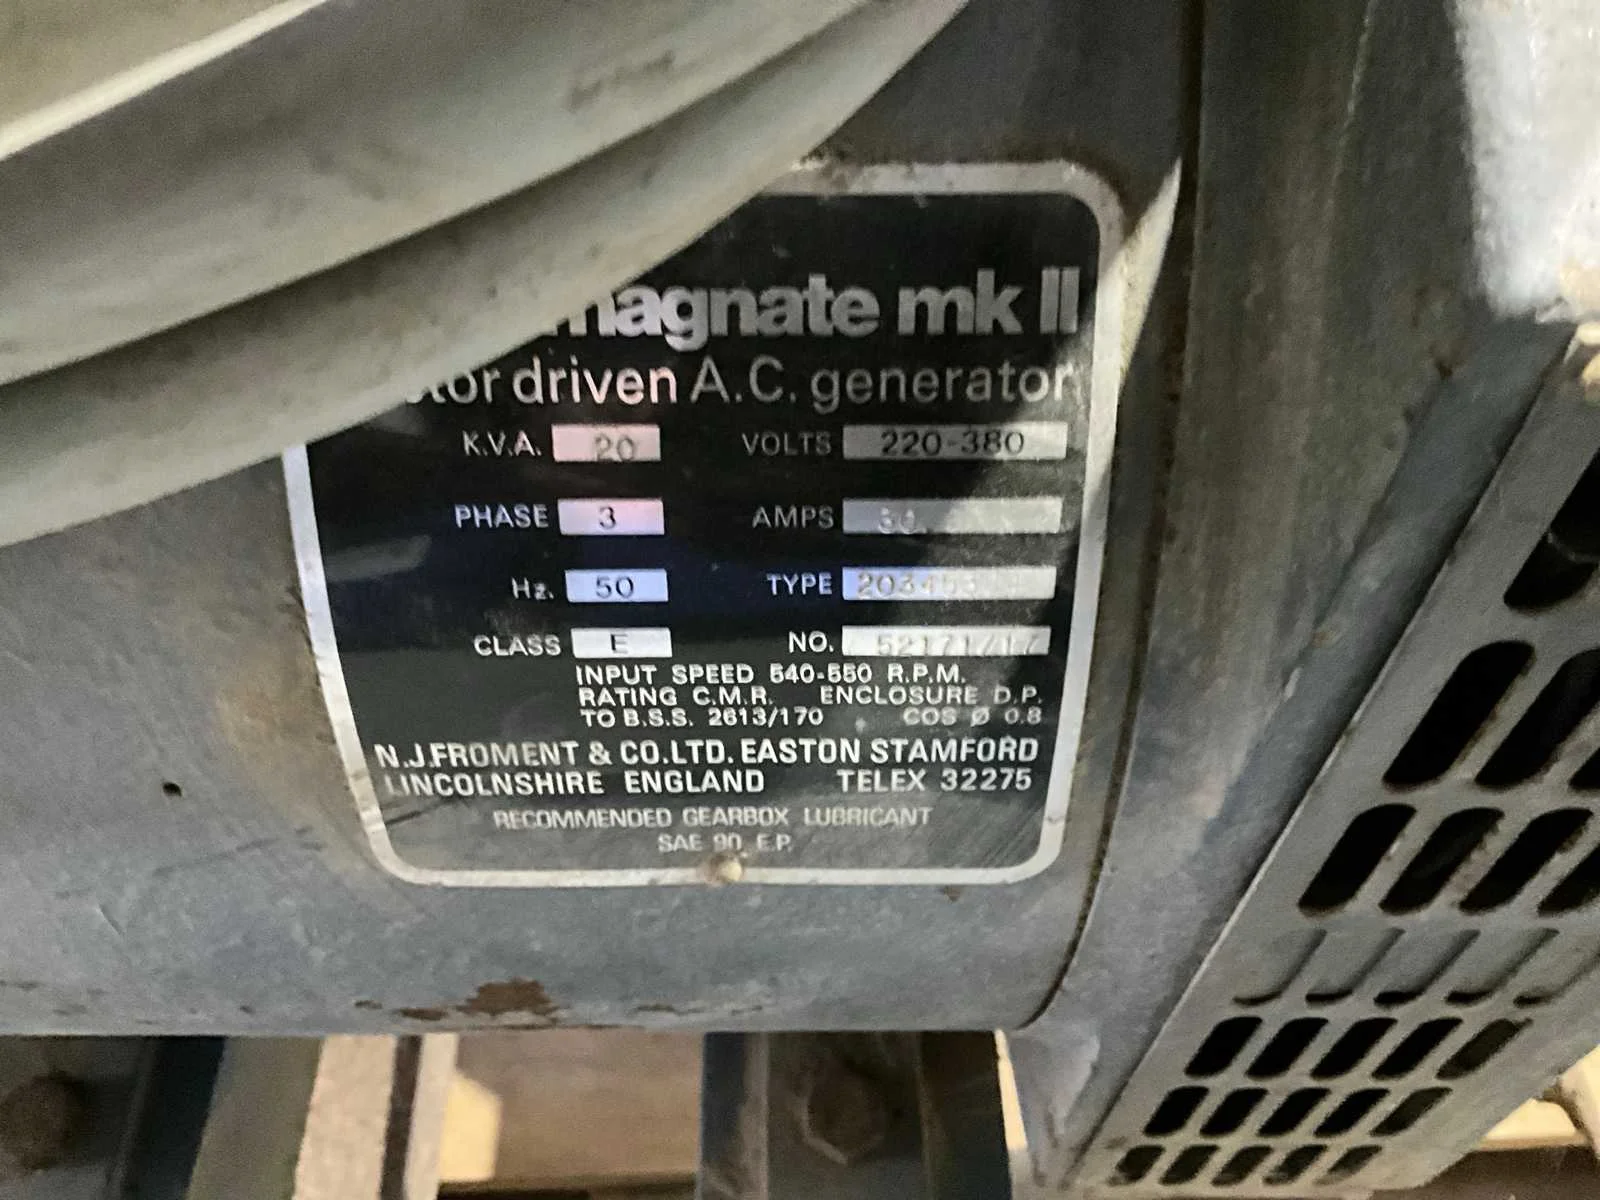 magnate mk II
driven A.C. generator
K.V.A. 20 VOLTS 220-380
PHASE 3 AMPS
Hz. 50 TYPE
CLASS E NO. 52171/17
INPUT SPEED 540-550 R.P.M.
RATING C.M.R. ENCLOSURE D.P.
TO B.S.S. 2613/170 COS Ø 0.8
N.J.FROMENT & CO.LTD. EASTON STAMFORD
LINCOLNSHIRE ENGLAND TELEX 32275
RECOMMENDED GEARBOX LUBRICANT
SAE 90 E.P.